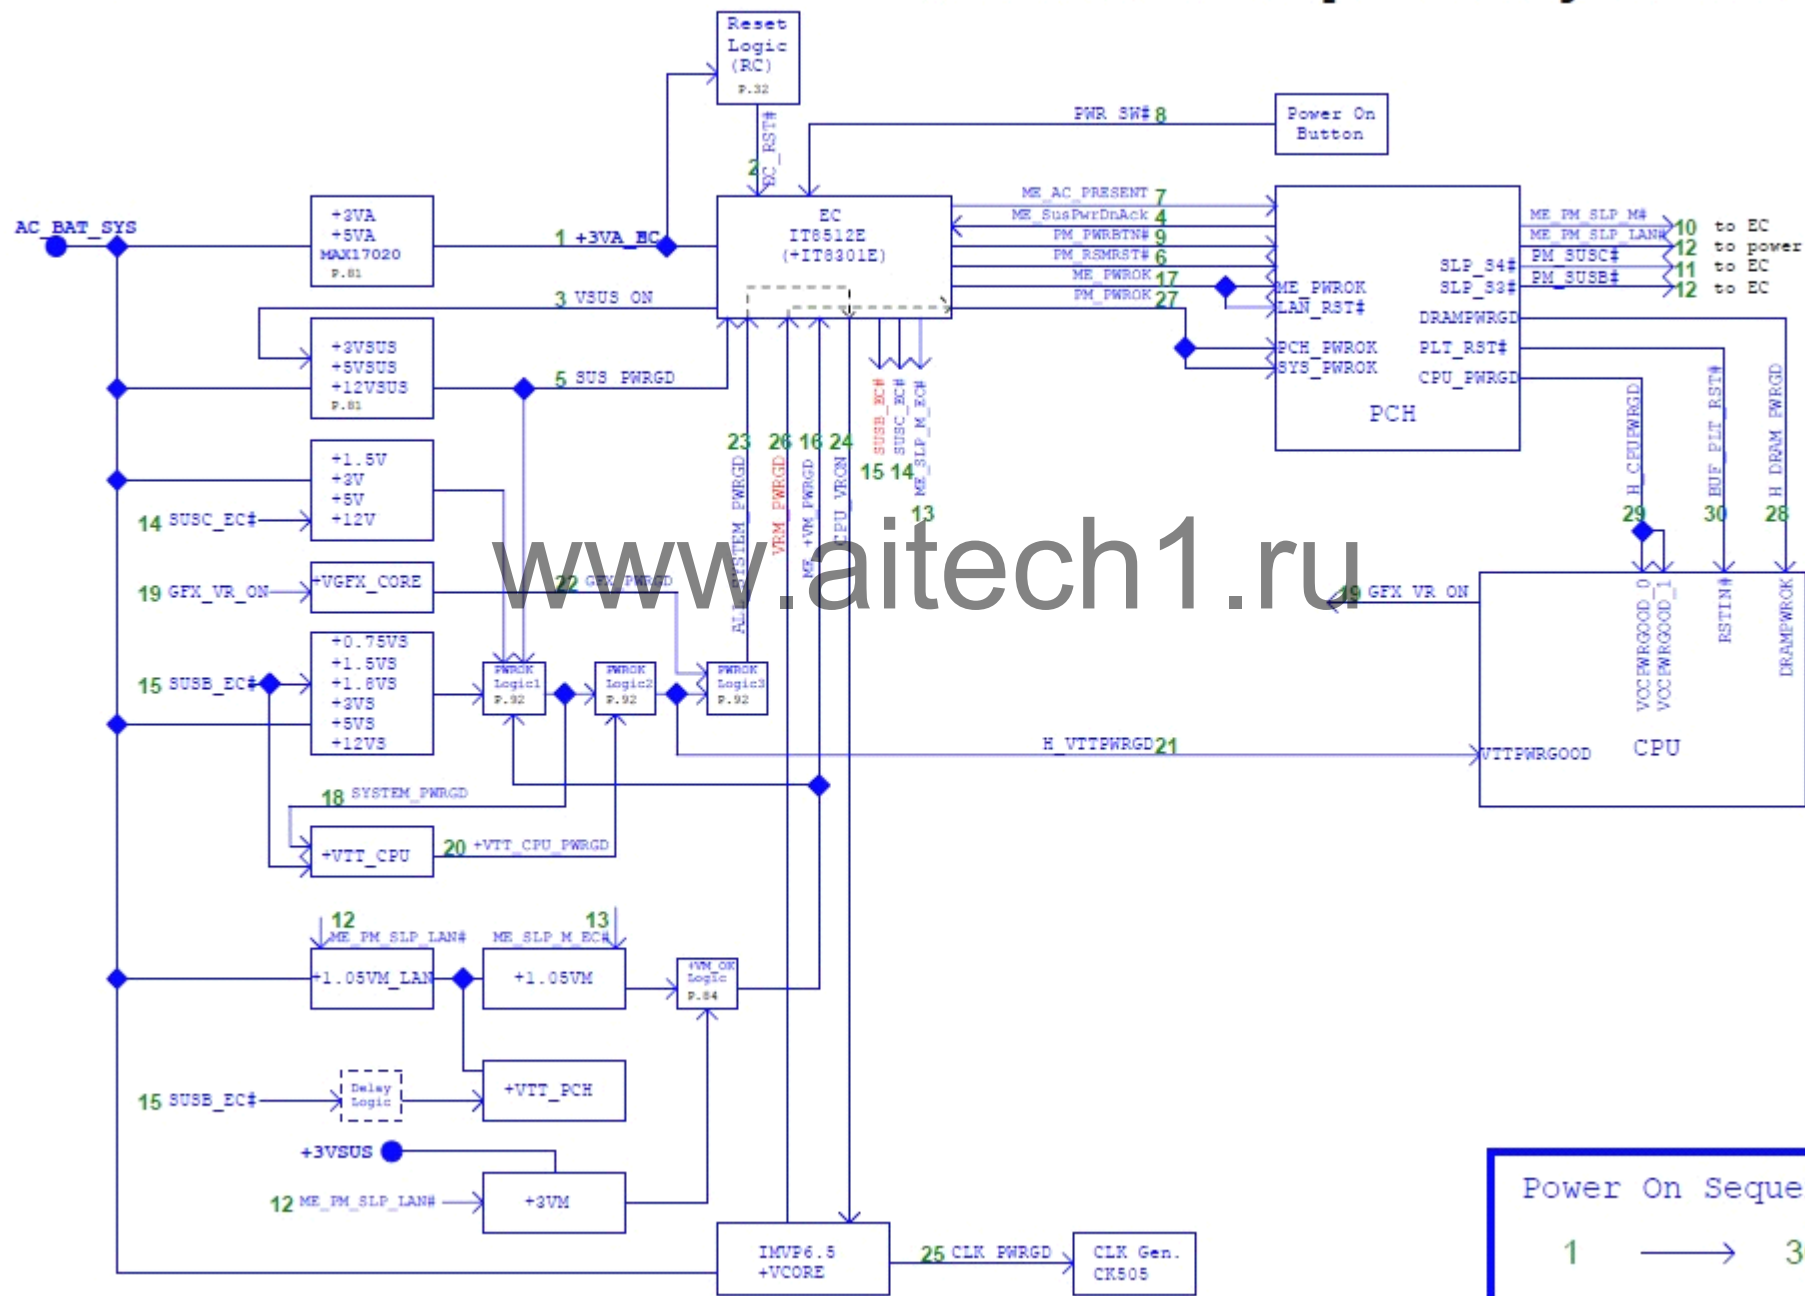 Reset
Logic
(RC)
P.32
EC_RST#
2
PWR_SW# 8
Power On
Button
AC_BAT_SYS
+3VA
+5VA
MAX17020
P.81
1 +3VA_EC
EC
IT8512E
(+IT8301E)
ME_AC_PRESENT 7
ME_SusPwrDnAck 4
PM_PWRBTN# 9
PM_RSMRST# 6
ME_PWROK 17
PM_PWROK 27
ME_PWROK
LAN_RST#
PCH_PWROK
SYS_PWROK
SLP_S4#
SLP_S3#
DRAMPWRGD
PLT_RST#
CPU_PWRGD
PCH
ME_PM_SLP_M# 10 to EC
ME_PM_SLP_LAN# 12 to power
PM_SUSC# 11 to EC
PM_SUSB# 12 to EC
3 VSUS_ON
+3VSUS
+5VSUS
+12VSUS
P.81
5 SUS_PWRGD
23 ALL_SYSTEM_PWRGD
26 VRM_PWRGD
16 ME_+VM_PWRGD
24 CPU_VRON
15 SUSB_EC#
14 SUSC_EC#
13 ME_SLP_M_EC#
H_CPUPWRGD
29
BUF_PLT_RST#
30
H_DRAM_PWRGD
28
+1.5V
+3V
+5V
+12V
14 SUSC_EC#
www.aitech1.ru
19 GFX_VR_ON
+VGFX_CORE
22 GFX_PWRGD
19 GFX_VR_ON
VCCPWRGOOD_0
VCCPWRGOOD_1
RSTIN#
DRAMPWROK
CPU
VTTPWRGOOD
15 SUSB_EC#
+0.75VS
+1.5VS
+1.8VS
+3VS
+5VS
+12VS
PWROK
Logic1
P.92
PWROK
Logic2
P.92
PWROK
Logic3
P.92
H_VTTPWRGD 21
18 SYSTEM_PWRGD
+VTT_CPU
20 +VTT_CPU_PWRGD
12
ME_PM_SLP_LAN#
13
ME_SLP_M_EC#
+1.05VM_LAN
+1.05VM
+VM_OK
Logic
P.84
15 SUSB_EC#
Delay
Logic
+VTT_PCH
+3VSUS
12 ME_PM_SLP_LAN#
+3VM
IMVP6.5
+VCORE
25 CLK_PWRGD
CLK Gen.
CK505
Power On Seque
1 3